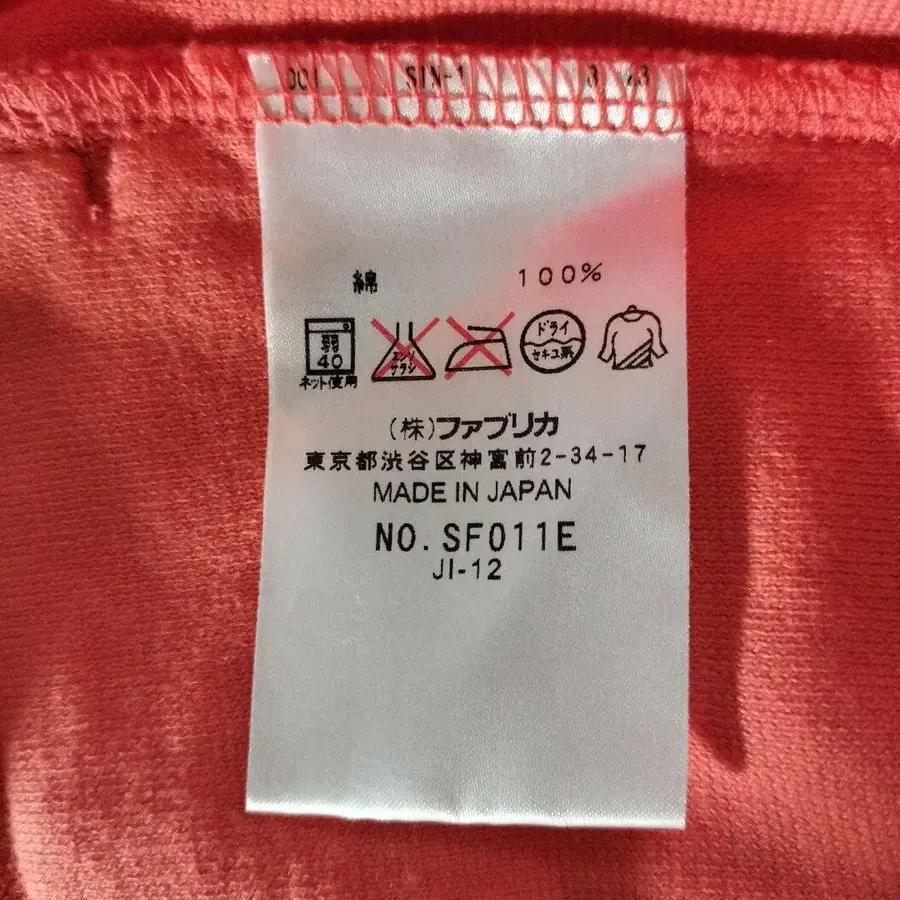 SIN-1
綿 100%
弱 40 エンソ サラシ ドライ セキユ系
ネット使用
(株)ファブリカ
東京都渋谷区神宮前2-34-17
MADE IN JAPAN
NO.SF011E
JI-12